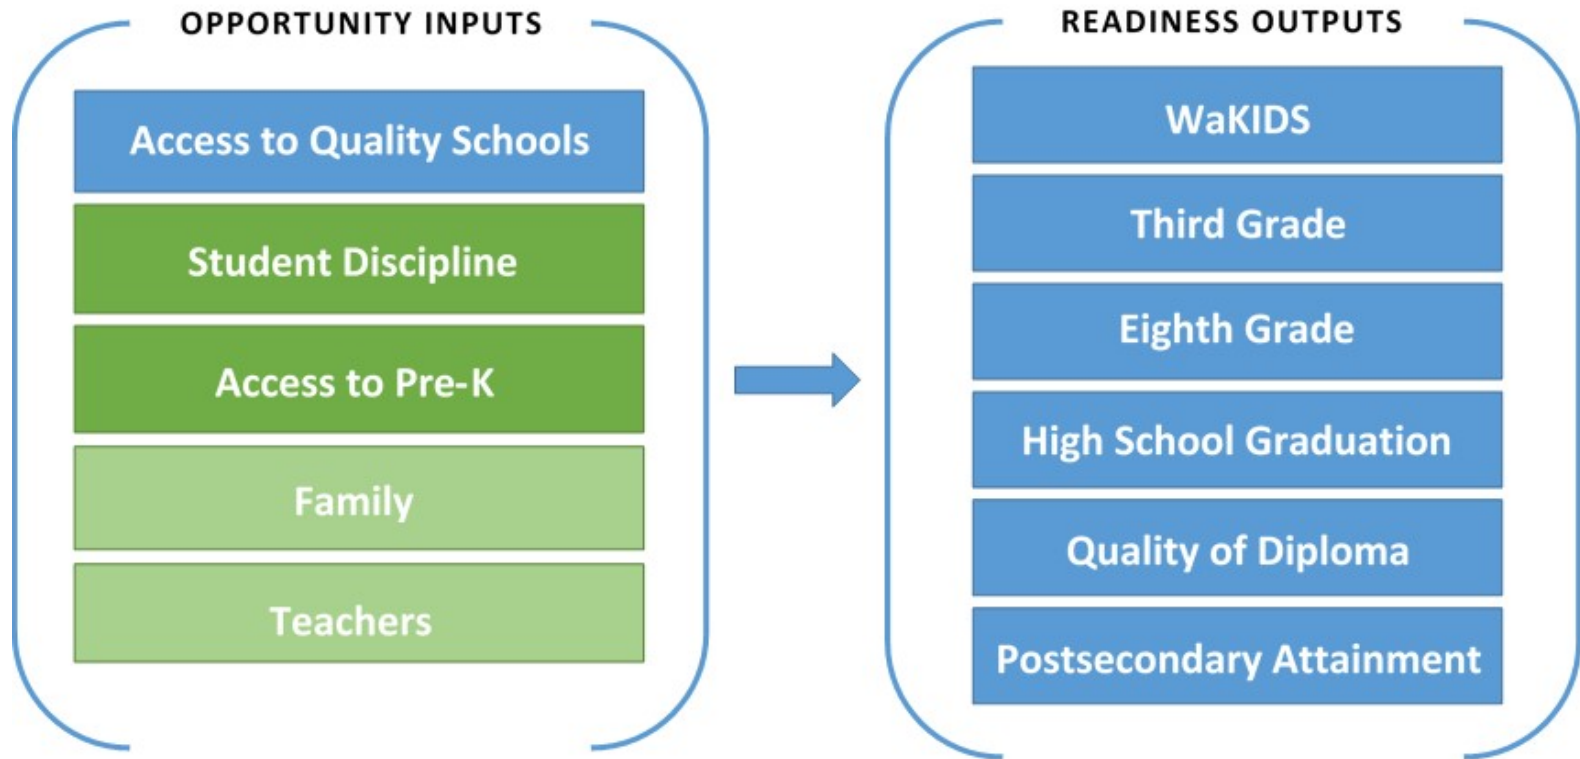 OPPORTUNITY INPUTS
Access to Quality Schools
Student Discipline
Access to Pre-K
Family
Teachers
READINESS OUTPUTS
WaKIDS
Third Grade
Eighth Grade
High School Graduation
Quality of Diploma
Postsecondary Attainment